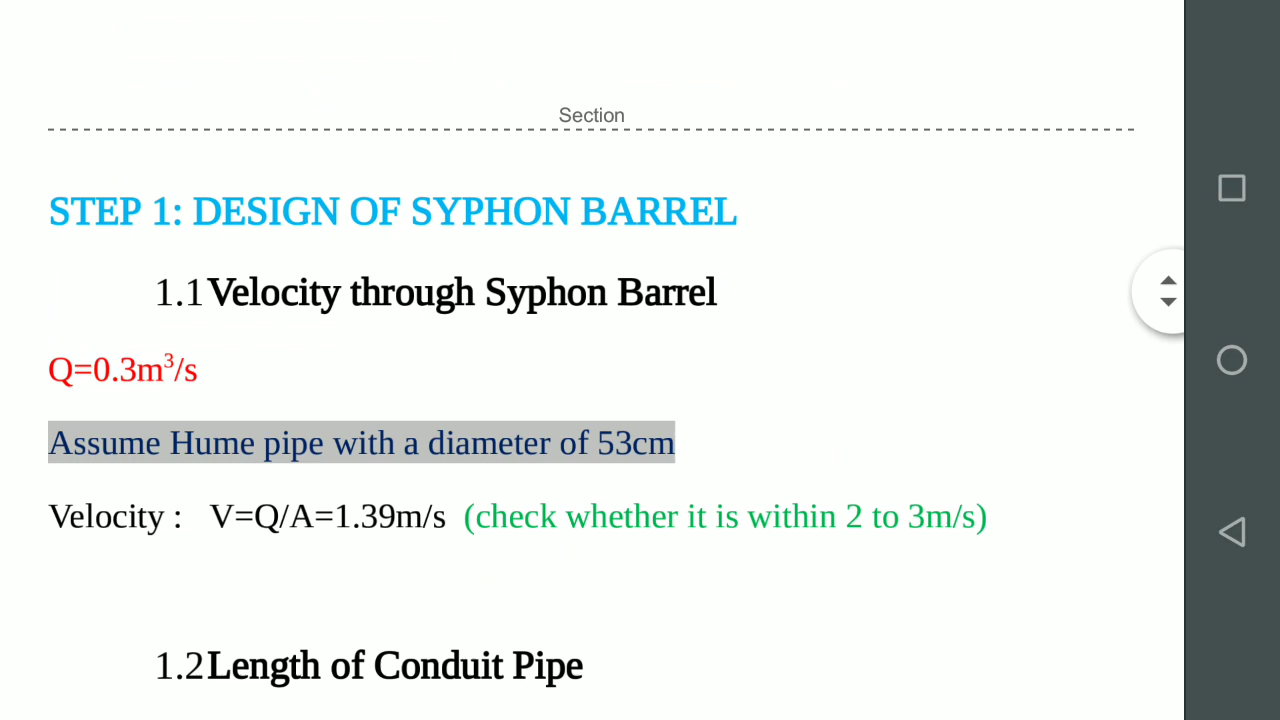 Section
STEP 1: DESIGN OF SYPHON BARREL
1.1 Velocity through Syphon Barrel
Q=0.3m³/s
Assume Hume pipe with a diameter of 53cm
Velocity : V=Q/A=1.39m/s (check whether it is within 2 to 3m/s)
1.2 Length of Conduit Pipe